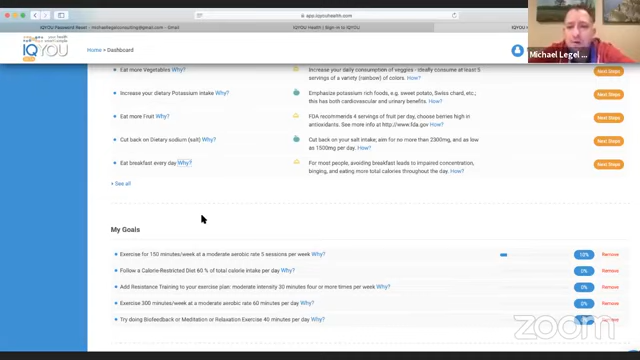 IQYOU Password Reset - michaellegelconsulting@gmail.com - Gmail
app.iqyouhealth.com
IQYOU Health | Sign in to IQYOU
IQYOU
Home > Dashboard
Michael Legel ...
Eat more Vegetables Why?
Increase your daily consumption of veggies - ideally consume at least 5
servings of a vanity (rainbow) of colors. How?
Next Steps
Increase your dietary Potassium intake Why?
Emphasize potassium rich foods, e.g. sweet potato, Swiss chard, etc.;
this has both cardiovascular and urinary benefits. How?
Next Steps
Eat more Fruit Why?
FDA recommends 4 servings of fruit per day, choose berries high in
antioxidants. See more info at http://www.fda.gov How?
Next Steps
Cut back on Dietary sodium (salt) Why?
Cut back on your salt intake; aim for no more than 2300mg, and as low
as 1500mg per day. How?
Next Steps
Eat breakfast every day Why?
For most people, avoiding breakfast leads to impaired concentration,
binging, and eating more total calories throughout the day. How?
Next Steps
+ See all
My Goals
Exercise for 150 minutes/week at a moderate aerobic rate 5 sessions per week Why?
10%
Remove
Follow a Calorie-Restricted Diet 60 % of total calorie intake per day Why?
0%
Remove
Add Resistance Training to your exercise plan: moderate intensity 30 minutes four or more times per week Why?
0%
Remove
Exercise 300 minutes/week at a moderate aerobic rate 60 minutes per day Why?
0%
Remove
Try doing Biofeedback or Meditation or Relaxation Exercise 40 minutes per day Why?
Remove
zoom